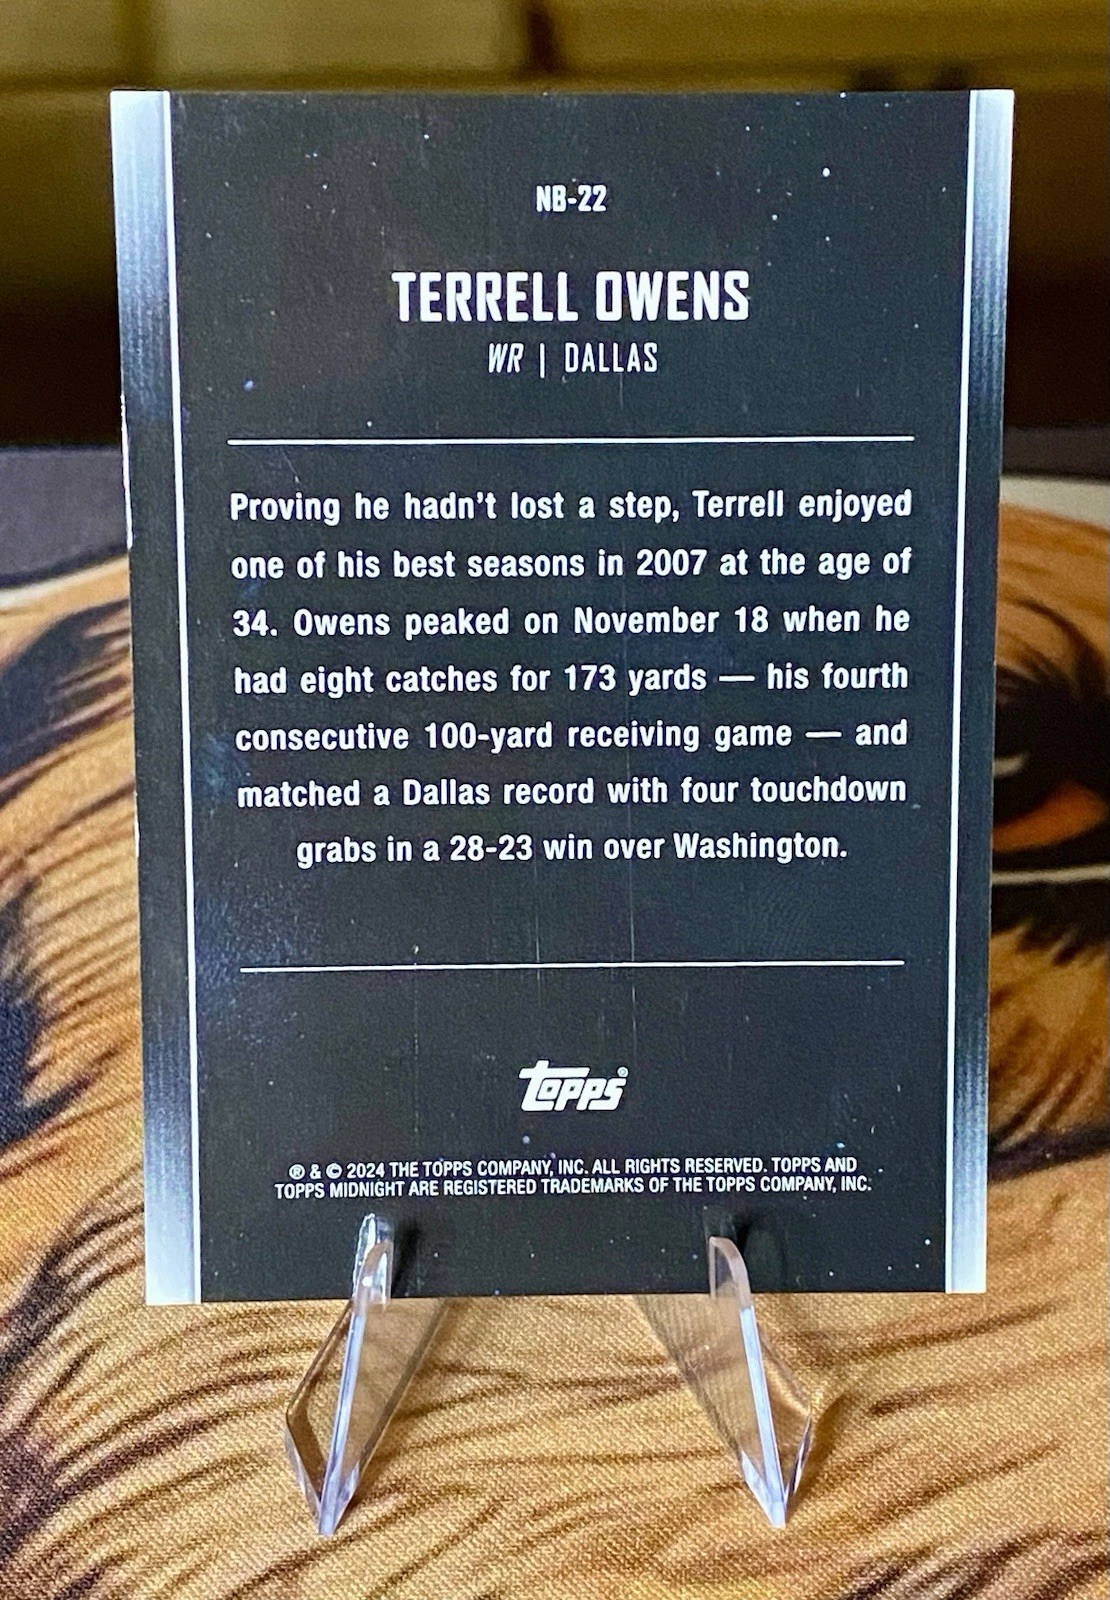 NB-22
TERRELL OWENS
WR | DALLAS
Proving he hadn't lost a step, Terrell enjoyed
one of his best seasons in 2007 at the age of
34. Owens peaked on November 18 when he
had eight catches for 173 yards — his fourth
consecutive 100-yard receiving game — and
matched a Dallas record with four touchdown
grabs in a 28-23 win over Washington.
Topps®
® & © 2024 THE TOPPS COMPANY, INC. ALL RIGHTS RESERVED. TOPPS AND
TOPPS MIDNIGHT ARE REGISTERED TRADEMARKS OF THE TOPPS COMPANY, INC.